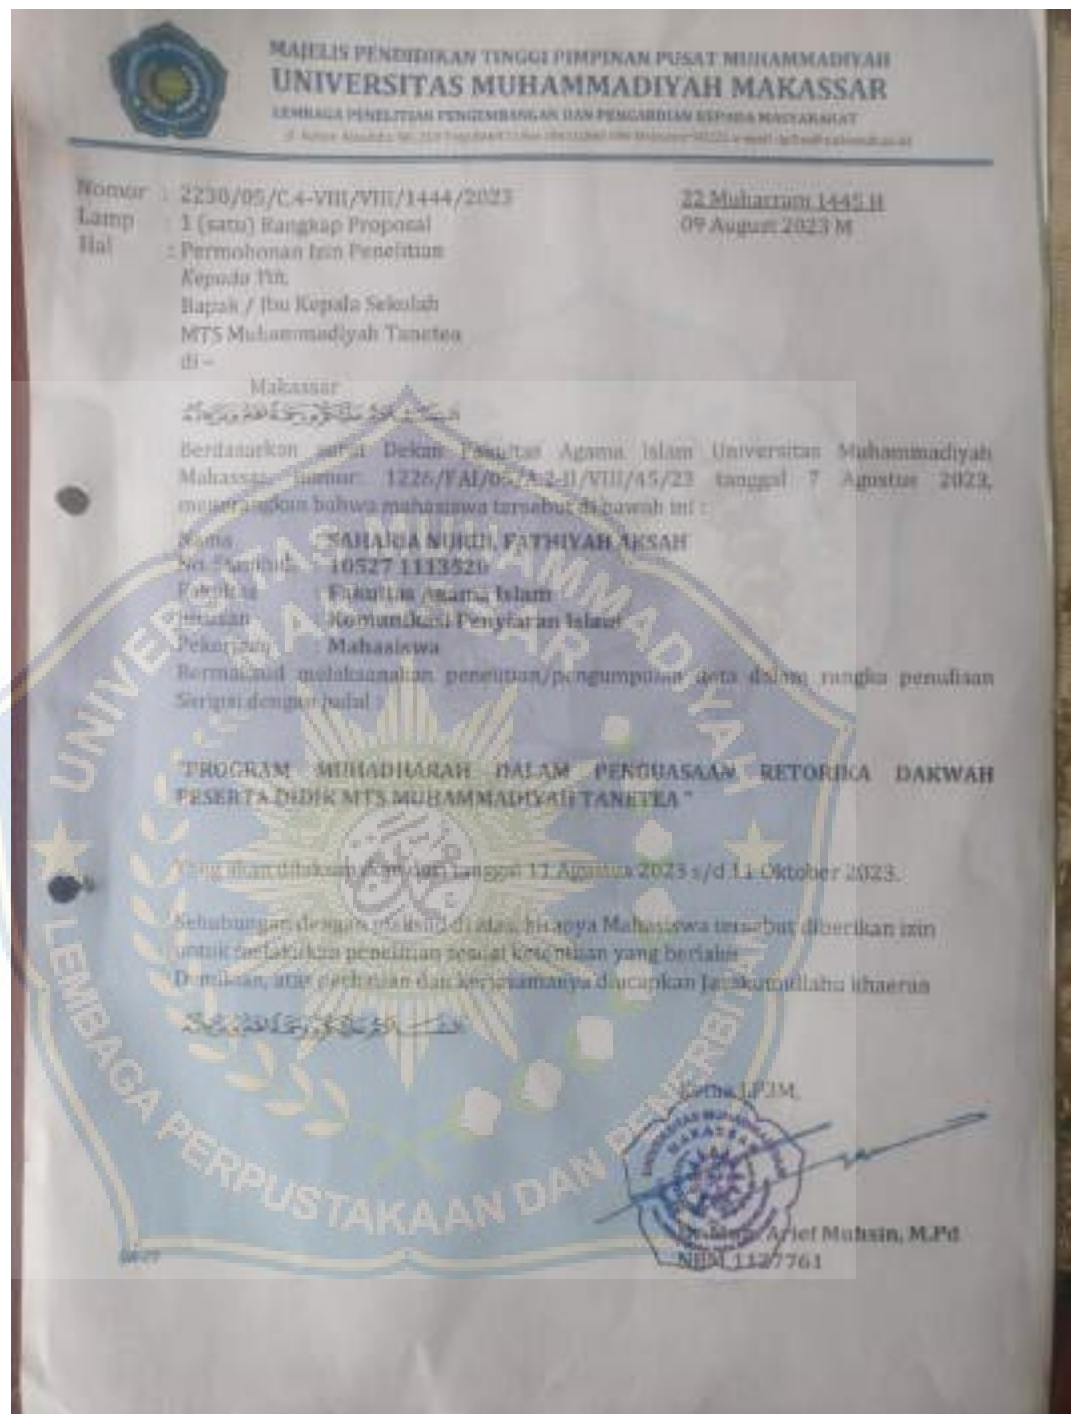 MAJELIS PENDIDIKAN TINGGI PIMPINAN PUSAT MUHAMMADIYAH
UNIVERSITAS MUHAMMADIYAH MAKASSAR
LEMBAGA PENELITIAN PENGEMBANGAN DAN PENGABDIAN KEPADA MASYARAKAT
Nomor : 2230/05/C.4-VIII/VIII/1444/2023
22 Muharram 1445 H
Lamp : 1 (satu) Rangkap Proposal
09 August 2023 M
Hal : Permohonan Izin Penelitian
Kepada Yth,
Bapak / Ibu Kepala Sekolah
MTS Muhammadiyah Tanetea
di –
Makassar
Berdasarkan surat Dekan Fakultas Agama Islam Universitas Muhammadiyah
Makassar, nomor: 1226/FAI/05/A.2-II/VIII/45/23 tanggal 7 Agustus 2023,
menerangkan bahwa mahasiswa tersebut di bawah ini :
Nama : SAHARIA NURUL FATHIYAH AKSAH
No. Stambuk : 10527 1113520
Fakultas : Fakultas Agama Islam
Jurusan : Komunikasi Penyiaran Islam
Pekerjaan : Mahasiswa
Bermaksud melaksanakan penelitian/pengumpulan data dalam rangka penulisan
Skripsi dengan judul :
"PROGRAM MUHADHARAH DALAM PENGUASAAN RETORIKA DAKWAH
PESERTA DIDIK MTS MUHAMMADIYAH TANETEA "
Yang akan dilaksanakan dari tanggal 11 Agustus 2023 s/d 11 Oktober 2023.
Sehubungan dengan maksud di atas, kiranya Mahasiswa tersebut diberikan izin
untuk melakukan penelitian sesuai ketentuan yang berlaku
Demikian, atas perhatian dan kerjasamanya diucapkan Jazakumullahu khaeran
Ketua LP3M,
Arief Muhsin, M.Pd
NBM 1127761
UNIVERSITAS MUHAMMADIYAH
MAKASSAR
LEMBAGA PERPUSTAKAAN DAN PENERBITAN